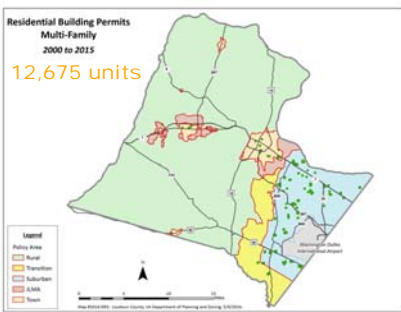 Residential Building Permits
Multi-Family
2000 to 2015
12,675 units
Washington Dulles
International Airport
Legend
Policy Area
Rural
Transition
Suburban
JLMA
Town
N
Miles